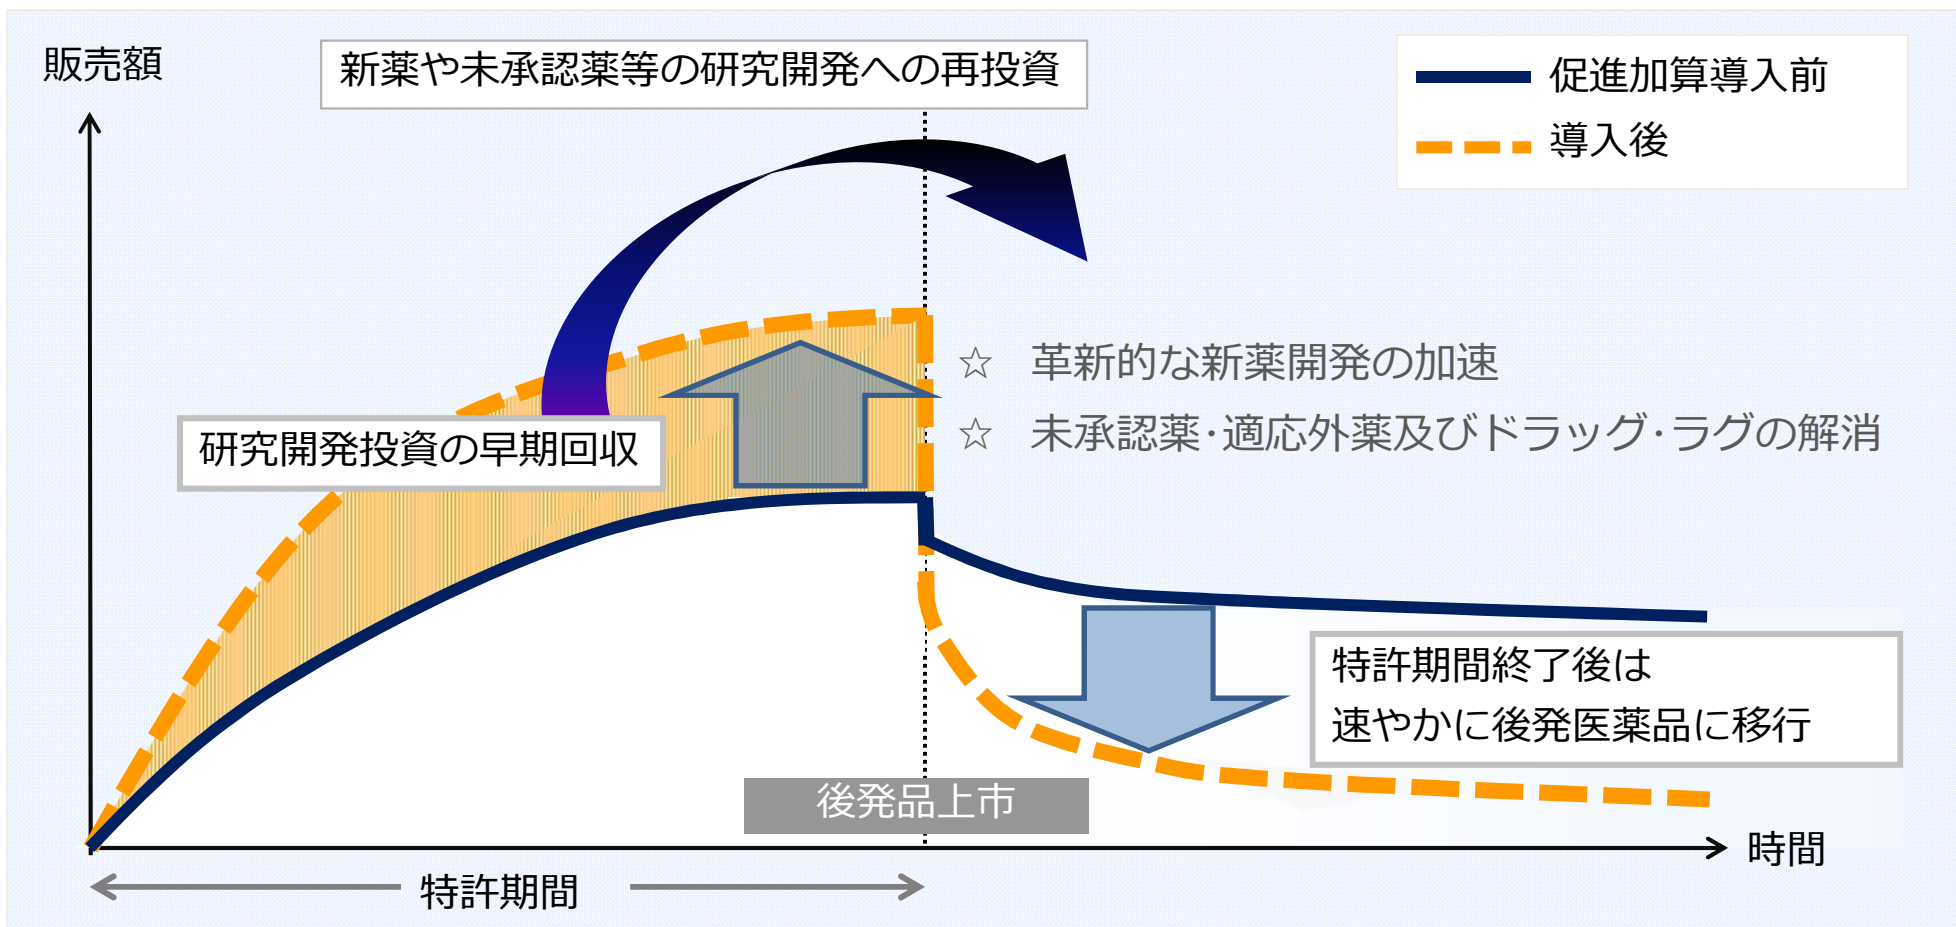 販売額
新薬や未承認薬等の研究開発への再投資
促進加算導入前
導入後
☆ 革新的な新薬開発の加速
☆ 未承認薬・適応外薬及びドラッグ・ラグの解消
研究開発投資の早期回収
特許期間終了後は
速やかに後発医薬品に移行
後発品上市
時間
特許期間